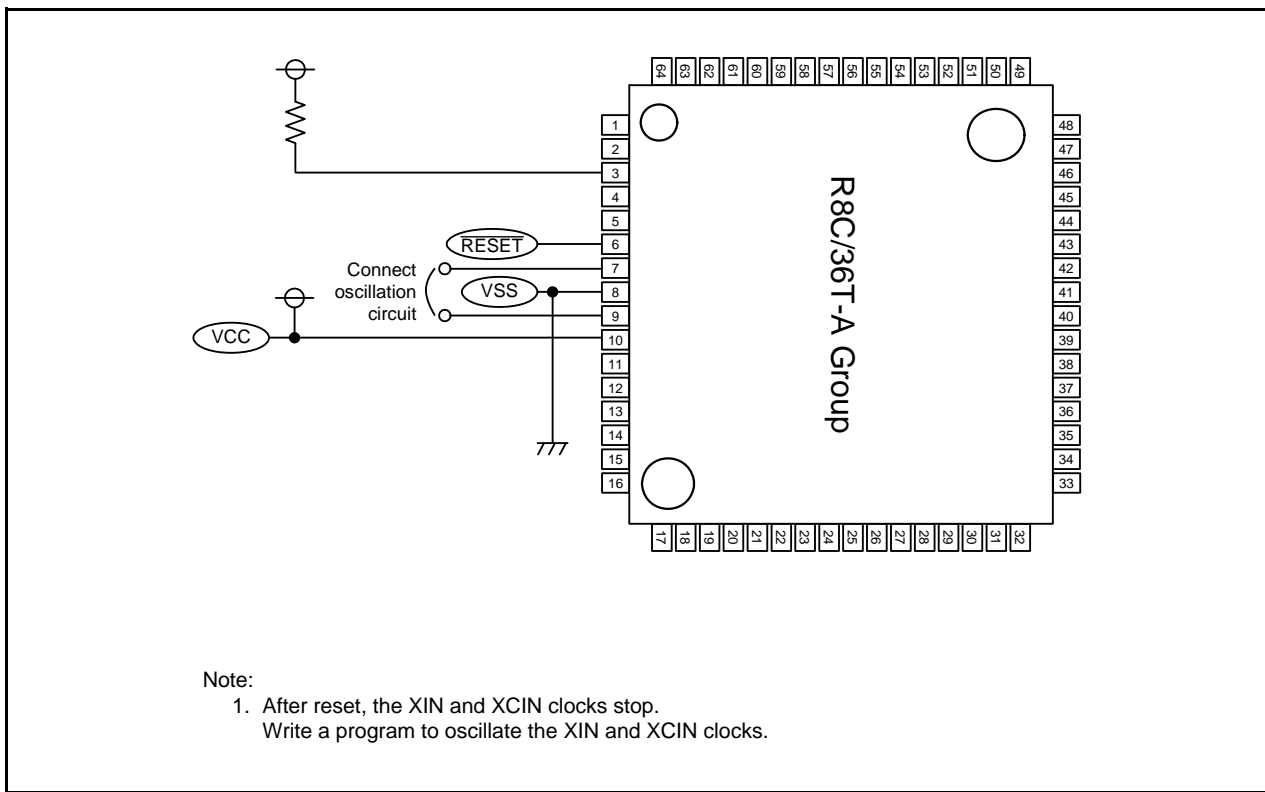 64 63 62 61 60 59 58 57 56 55 54 53 52 51 50 49
1
2
3
4
5
6
7
8
9
10
11
12
13
14
15
16
RESET
Connect
oscillation
circuit
VSS
VCC
R8C/36T-A Group
48
47
46
45
44
43
42
41
40
39
38
37
36
35
34
33
17 18 19 20 21 22 23 24 25 26 27 28 29 30 31 32
Note:
1. After reset, the XIN and XCIN clocks stop.
Write a program to oscillate the XIN and XCIN clocks.